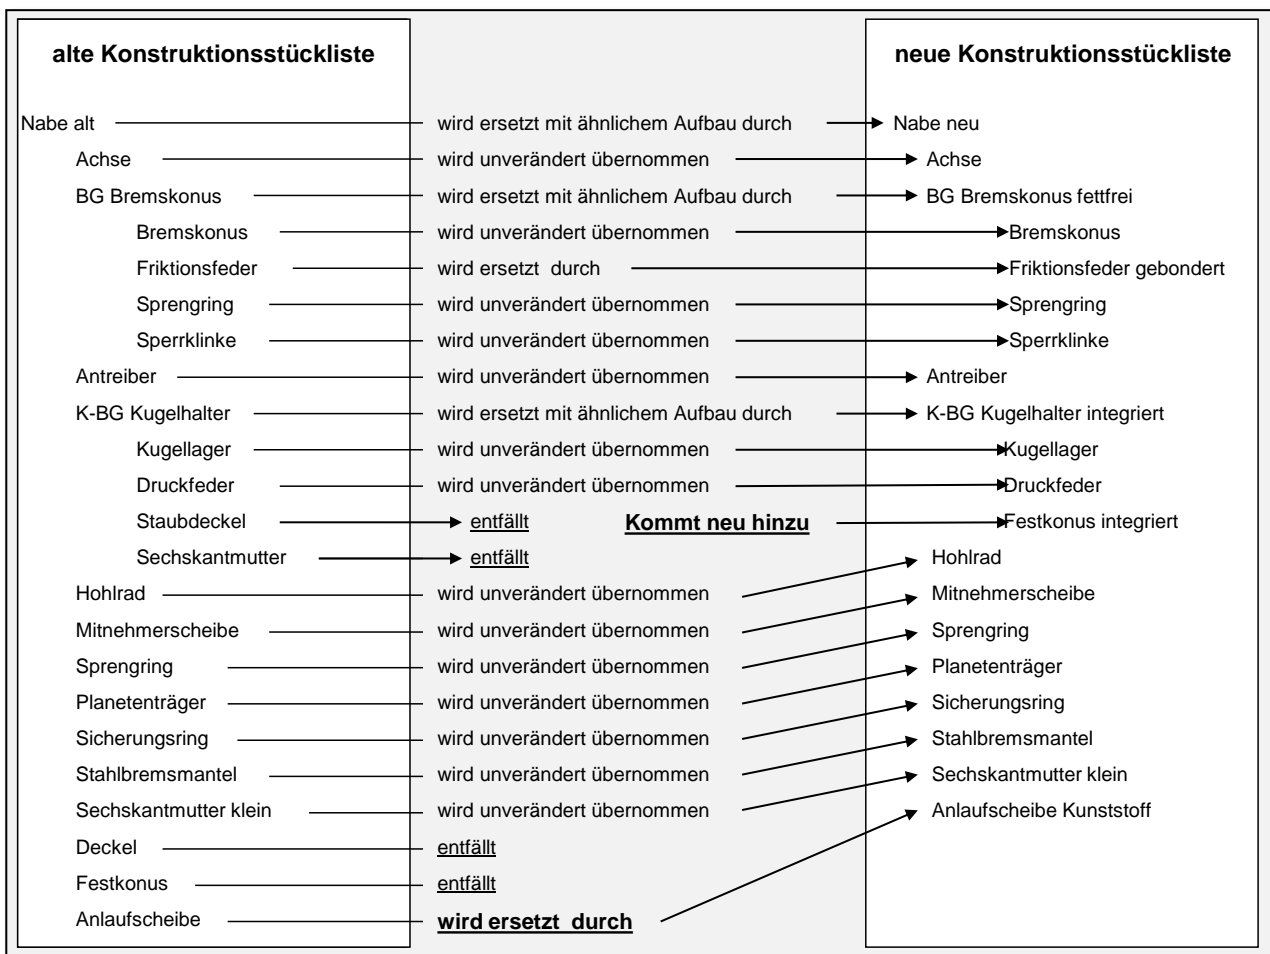 alte Konstruktionsstückliste neue Konstruktionsstückliste
Nabe alt wird ersetzt mit ähnlichem Aufbau durch Nabe neu
Achse wird unverändert übernommen Achse
BG Bremskonus wird ersetzt mit ähnlichem Aufbau durch BG Bremskonus fettfrei
Bremskonus wird unverändert übernommen Bremskonus
Friktionsfeder wird ersetzt durch Friktionsfeder gebondert
Sprengring wird unverändert übernommen Sprengring
Sperrklinke wird unverändert übernommen Sperrklinke
Antreiber wird unverändert übernommen Antreiber
K-BG Kugelhalter wird ersetzt mit ähnlichem Aufbau durch K-BG Kugelhalter integriert
Kugellager wird unverändert übernommen Kugellager
Druckfeder wird unverändert übernommen Druckfeder
Staubdeckel entfällt Kommt neu hinzu Festkonus integriert
Sechskantmutter entfällt Hohlrad
Hohlrad wird unverändert übernommen Mitnehmerscheibe
Mitnehmerscheibe wird unverändert übernommen Sprengring
Sprengring wird unverändert übernommen Planetenträger
Planetenträger wird unverändert übernommen Sicherungsring
Sicherungsring wird unverändert übernommen Stahlbremsmantel
Stahlbremsmantel wird unverändert übernommen Sechskantmutter klein
Sechskantmutter klein wird unverändert übernommen Anlaufscheibe Kunststoff
Deckel entfällt
Festkonus entfällt
Anlaufscheibe wird ersetzt durch